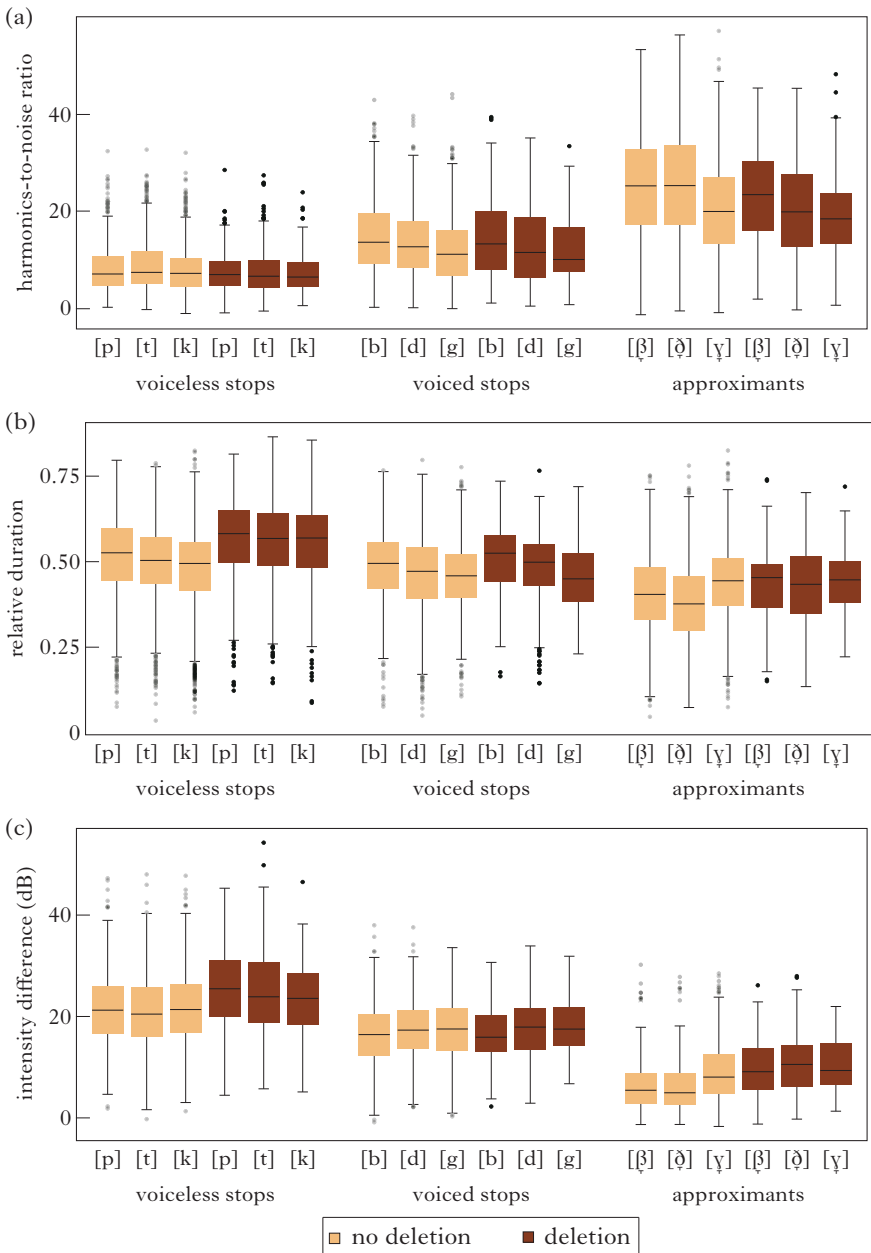 (a)
harmonics-to-noise ratio
40
20
0
[p] [t] [k] [p] [t] [k] [b] [d] [g] [b] [d] [g] [β̞] [ð̞] [ɣ̞] [β̞] [ð̞] [ɣ̞]
voiceless stops voiced stops approximants
(b)
relative duration
0.75
0.50
0.25
0
[p] [t] [k] [p] [t] [k] [b] [d] [g] [b] [d] [g] [β̞] [ð̞] [ɣ̞] [β̞] [ð̞] [ɣ̞]
voiceless stops voiced stops approximants
(c)
intensity difference (dB)
40
20
0
[p] [t] [k] [p] [t] [k] [b] [d] [g] [b] [d] [g] [β̞] [ð̞] [ɣ̞] [β̞] [ð̞] [ɣ̞]
voiceless stops voiced stops approximants
no deletion deletion